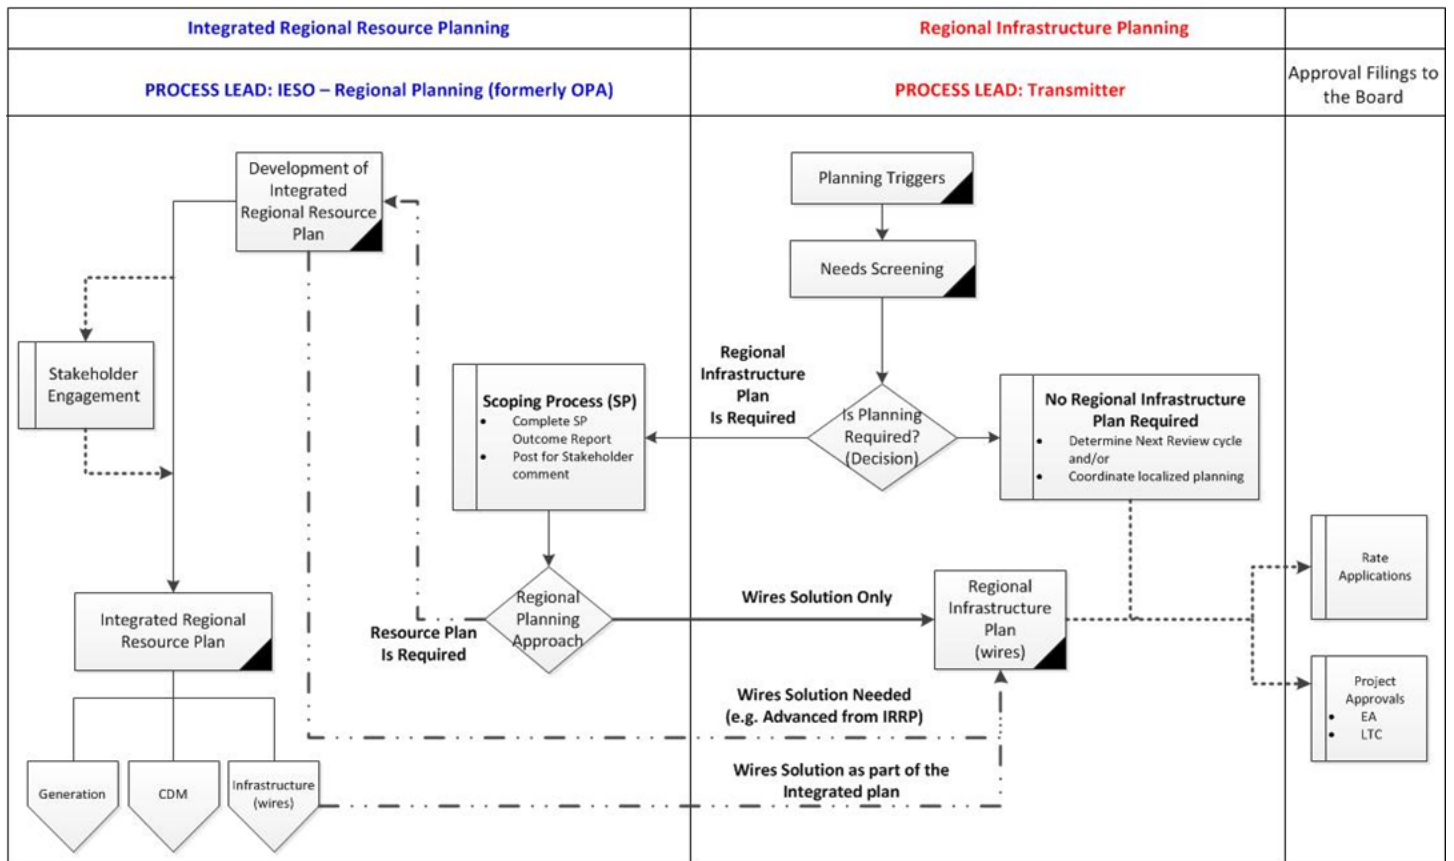 Integrated Regional Resource Planning
Regional Infrastructure Planning
PROCESS LEAD: IESO – Regional Planning (formerly OPA)
PROCESS LEAD: Transmitter
Approval Filings to
the Board
Development of
Integrated
Regional Resource
Plan
Planning Triggers
Needs Screening
Stakeholder
Engagement
Scoping Process (SP)
• Complete SP
Outcome Report
• Post for Stakeholder
comment
Regional
Infrastructure
Plan
Is Required
Is Planning
Required?
(Decision)
No Regional Infrastructure
Plan Required
• Determine Next Review cycle
and/or
• Coordinate localized planning
Rate
Applications
Integrated Regional
Resource Plan
Resource Plan
Is Required
Regional
Planning
Approach
Wires Solution Only
Regional
Infrastructure
Plan
(wires)
Project
Approvals
• EA
• LTC
Wires Solution Needed
(e.g. Advanced from IRRP)
Wires Solution as part of the
Integrated plan
Generation
CDM
Infrastructure
(wires)